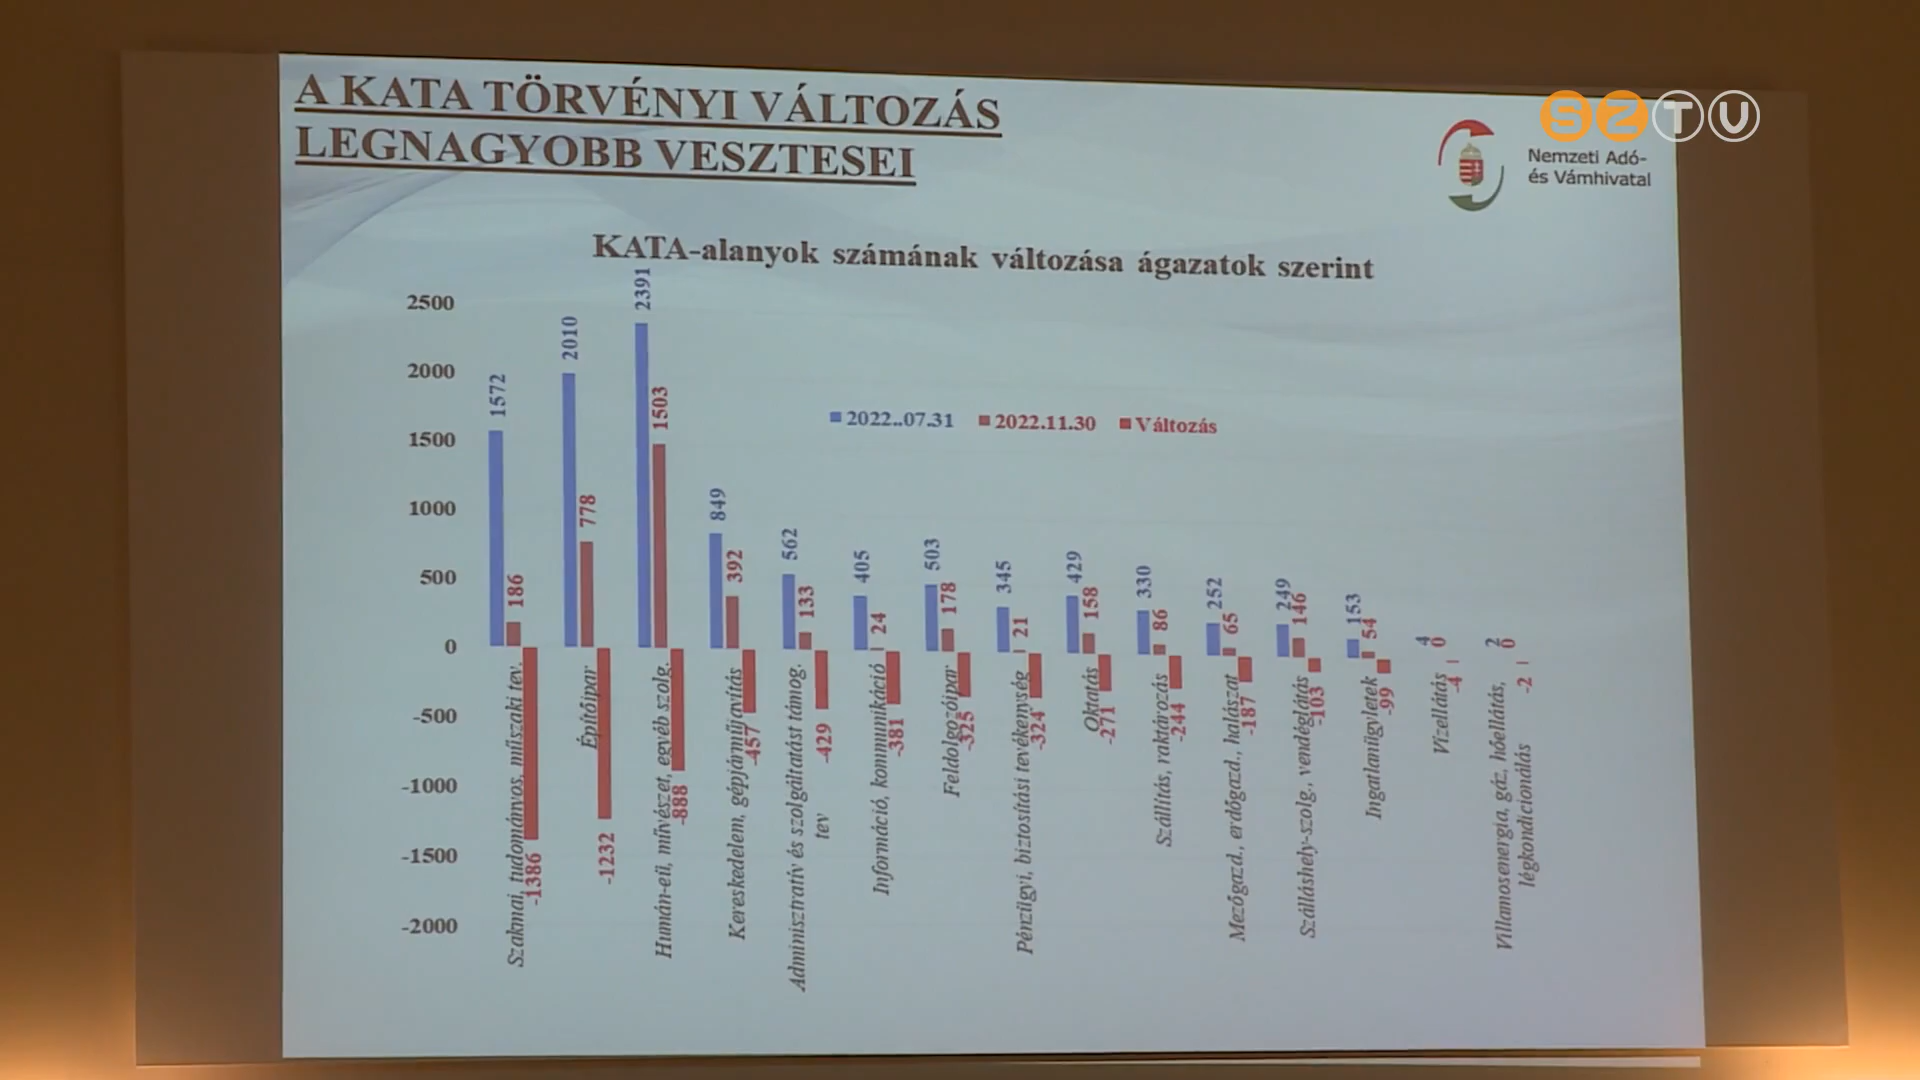 A KATA TÖRVÉNYI VÁLTOZÁS
LEGNAGYOBB VESZTESEI
SZTV
Nemzeti Adó-
és Vámhivatal
KATA-alanyok számának változása ágazatok szerint
2022..07.31 2022.11.30 Változás
2500
2000
1500
1000
500
0
-500
-1000
-1500
-2000
1572 186 -1386
2010 778 -1232
2391 1503 -888
849 392 -457
562 133 -429
405 24 -381
503 178 -325
345 21 -324
429 158 -271
330 86 -244
252 65 -187
249 146 -103
153 54 -99
4 0 -4
2 0 -2
Szakmai, tudományos, műszaki tev.
Építőipar
Humán-eü, művészet, egyéb szolg.
Kereskedelem, gépjárműjavítás
Adminisztratív és szolgáltatást támog.
tev
Információ, kommunikáció
Feldolgozóipar
Pénzügyi, biztosítási tevékenység
Oktatás
Szállítás, raktározás
Mezőgazd., erdőgazd., halászat
Szálláshely-szolg., vendéglátás
Ingatlanügyletek
Vízellátás
Villamosenergia, gáz, hőellátás,
légkondicionálás